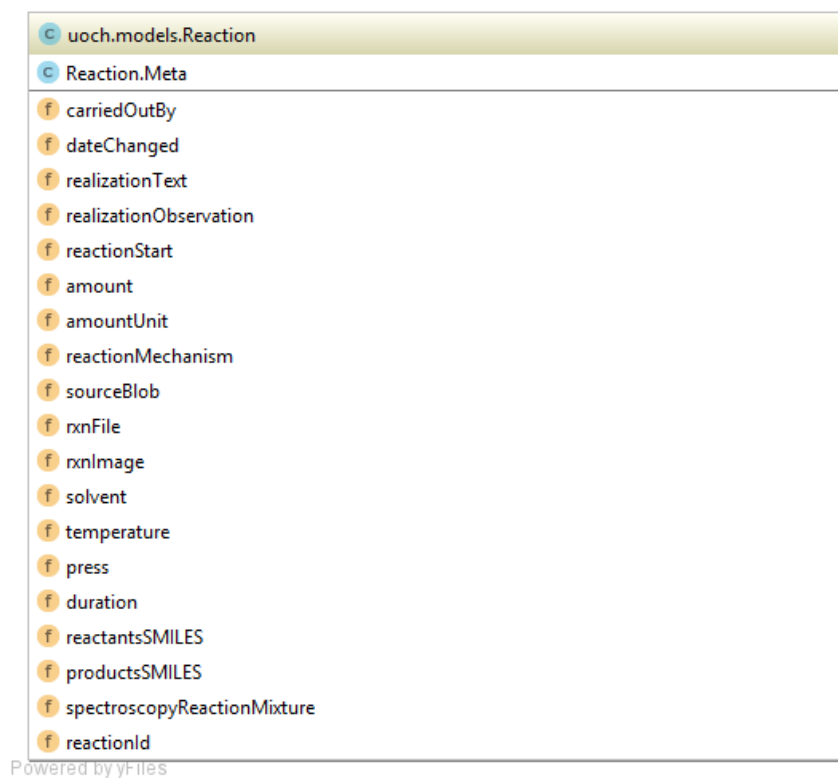 C uoch.models.Reaction
C Reaction.Meta
f carriedOutBy
f dateChanged
f realizationText
f realizationObservation
f reactionStart
f amount
f amountUnit
f reactionMechanism
f sourceBlob
f rxnFile
f rxnImage
f solvent
f temperature
f press
f duration
f reactantsSMILES
f productsSMILES
f spectroscopyReactionMixture
f reactionId
Powered by yFiles